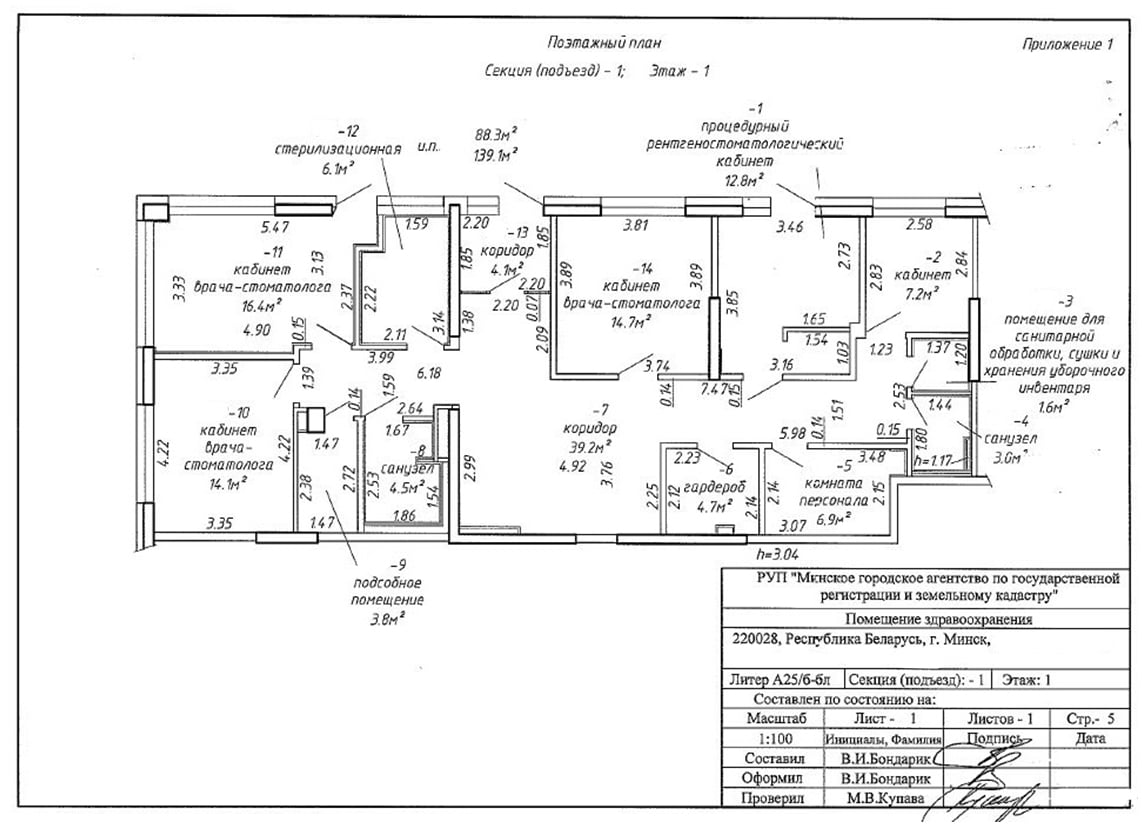 Поэтажный план
Приложение 1
Секция (подъезд) - 1; Этаж - 1
-12
стерилизационная
6.1м²
и.п.
88.3м²
139.1м²
-1
процедурный
рентгеностоматологический
кабинет
12.8м²
5.47
-11
кабинет
врача-стоматолога
16.4м²
3.33
3.13
2.37
4.90
0.15
1.59
2.22
2.11
3.14
3.99
2.20
-13
коридор
4.1м²
1.85
1.85
2.20
2.20
0.07
1.38
2.09
3.81
3.89
-14
кабинет
врача-стоматолога
14.7м²
3.89
3.74
3.46
2.73
3.85
1.65
1.54
1.03
3.16
2.58
-2
кабинет
7.2м²
2.83
2.84
1.23
1.37
1.20
-3
помещение для
санитарной
обработки, сушки и
хранения уборочного
инвентаря
1.6м²
3.35
-10
кабинет
врача-
стоматолога
14.1м²
4.22
4.22
3.35
1.39
0.14
1.59
6.18
1.47
2.38
2.72
1.47
2.64
1.67
-8
санузел
4.5м²
2.53
1.54
1.86
-7
коридор
39.2м²
4.92
2.99
3.76
0.14
7.47
0.15
2.25
2.23
-6
гардероб
4.7м²
2.12
2.14
5.98
0.14
1.51
3.48
-5
комната
персонала
6.9м²
2.14
2.15
3.07
2.53
0.15
1.44
1.80
h=1.17
-4
санузел
3.0м²
h=3.04
-9
подсобное
помещение
3.8м²
РУП "Минское городское агентство по государственной
регистрации и земельному кадастру"
Помещение здравоохранения
220028, Республика Беларусь, г. Минск,
Литер А25/б-бл Секция (подъезд): - 1 Этаж: 1
Составлен по состоянию на:
Масштаб Лист - 1 Листов - 1 Стр.- 5
1:100 Инициалы, Фамилия Подпись Дата
Составил В.И.Бондарик
Оформил В.И.Бондарик
Проверил М.В.Купава